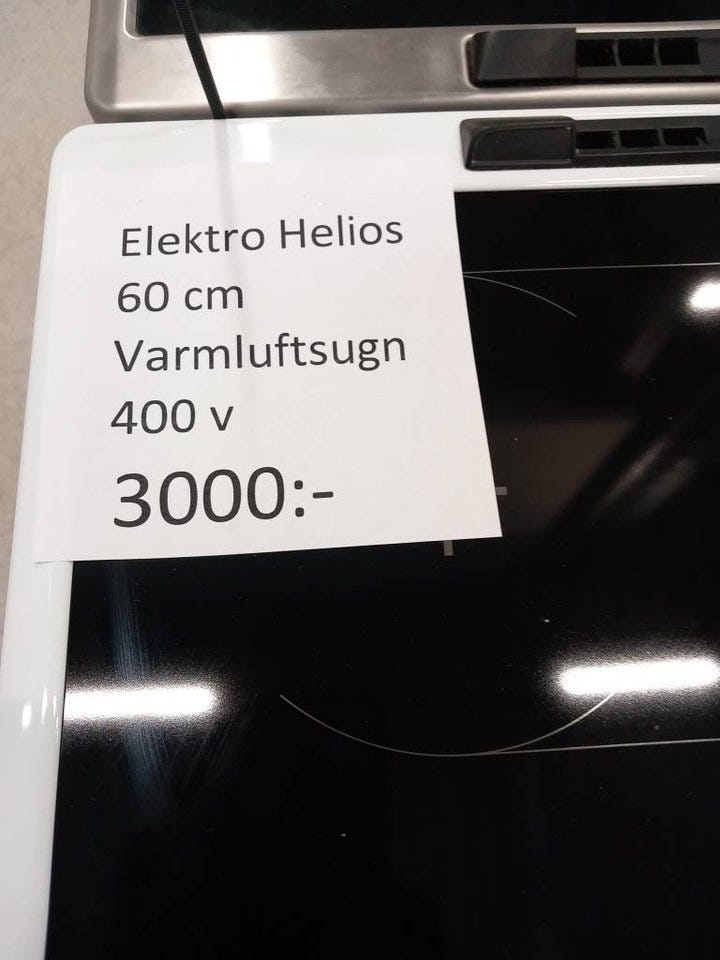 Elektro Helios
60 cm
Varmluftsugn
400 v
3000:-